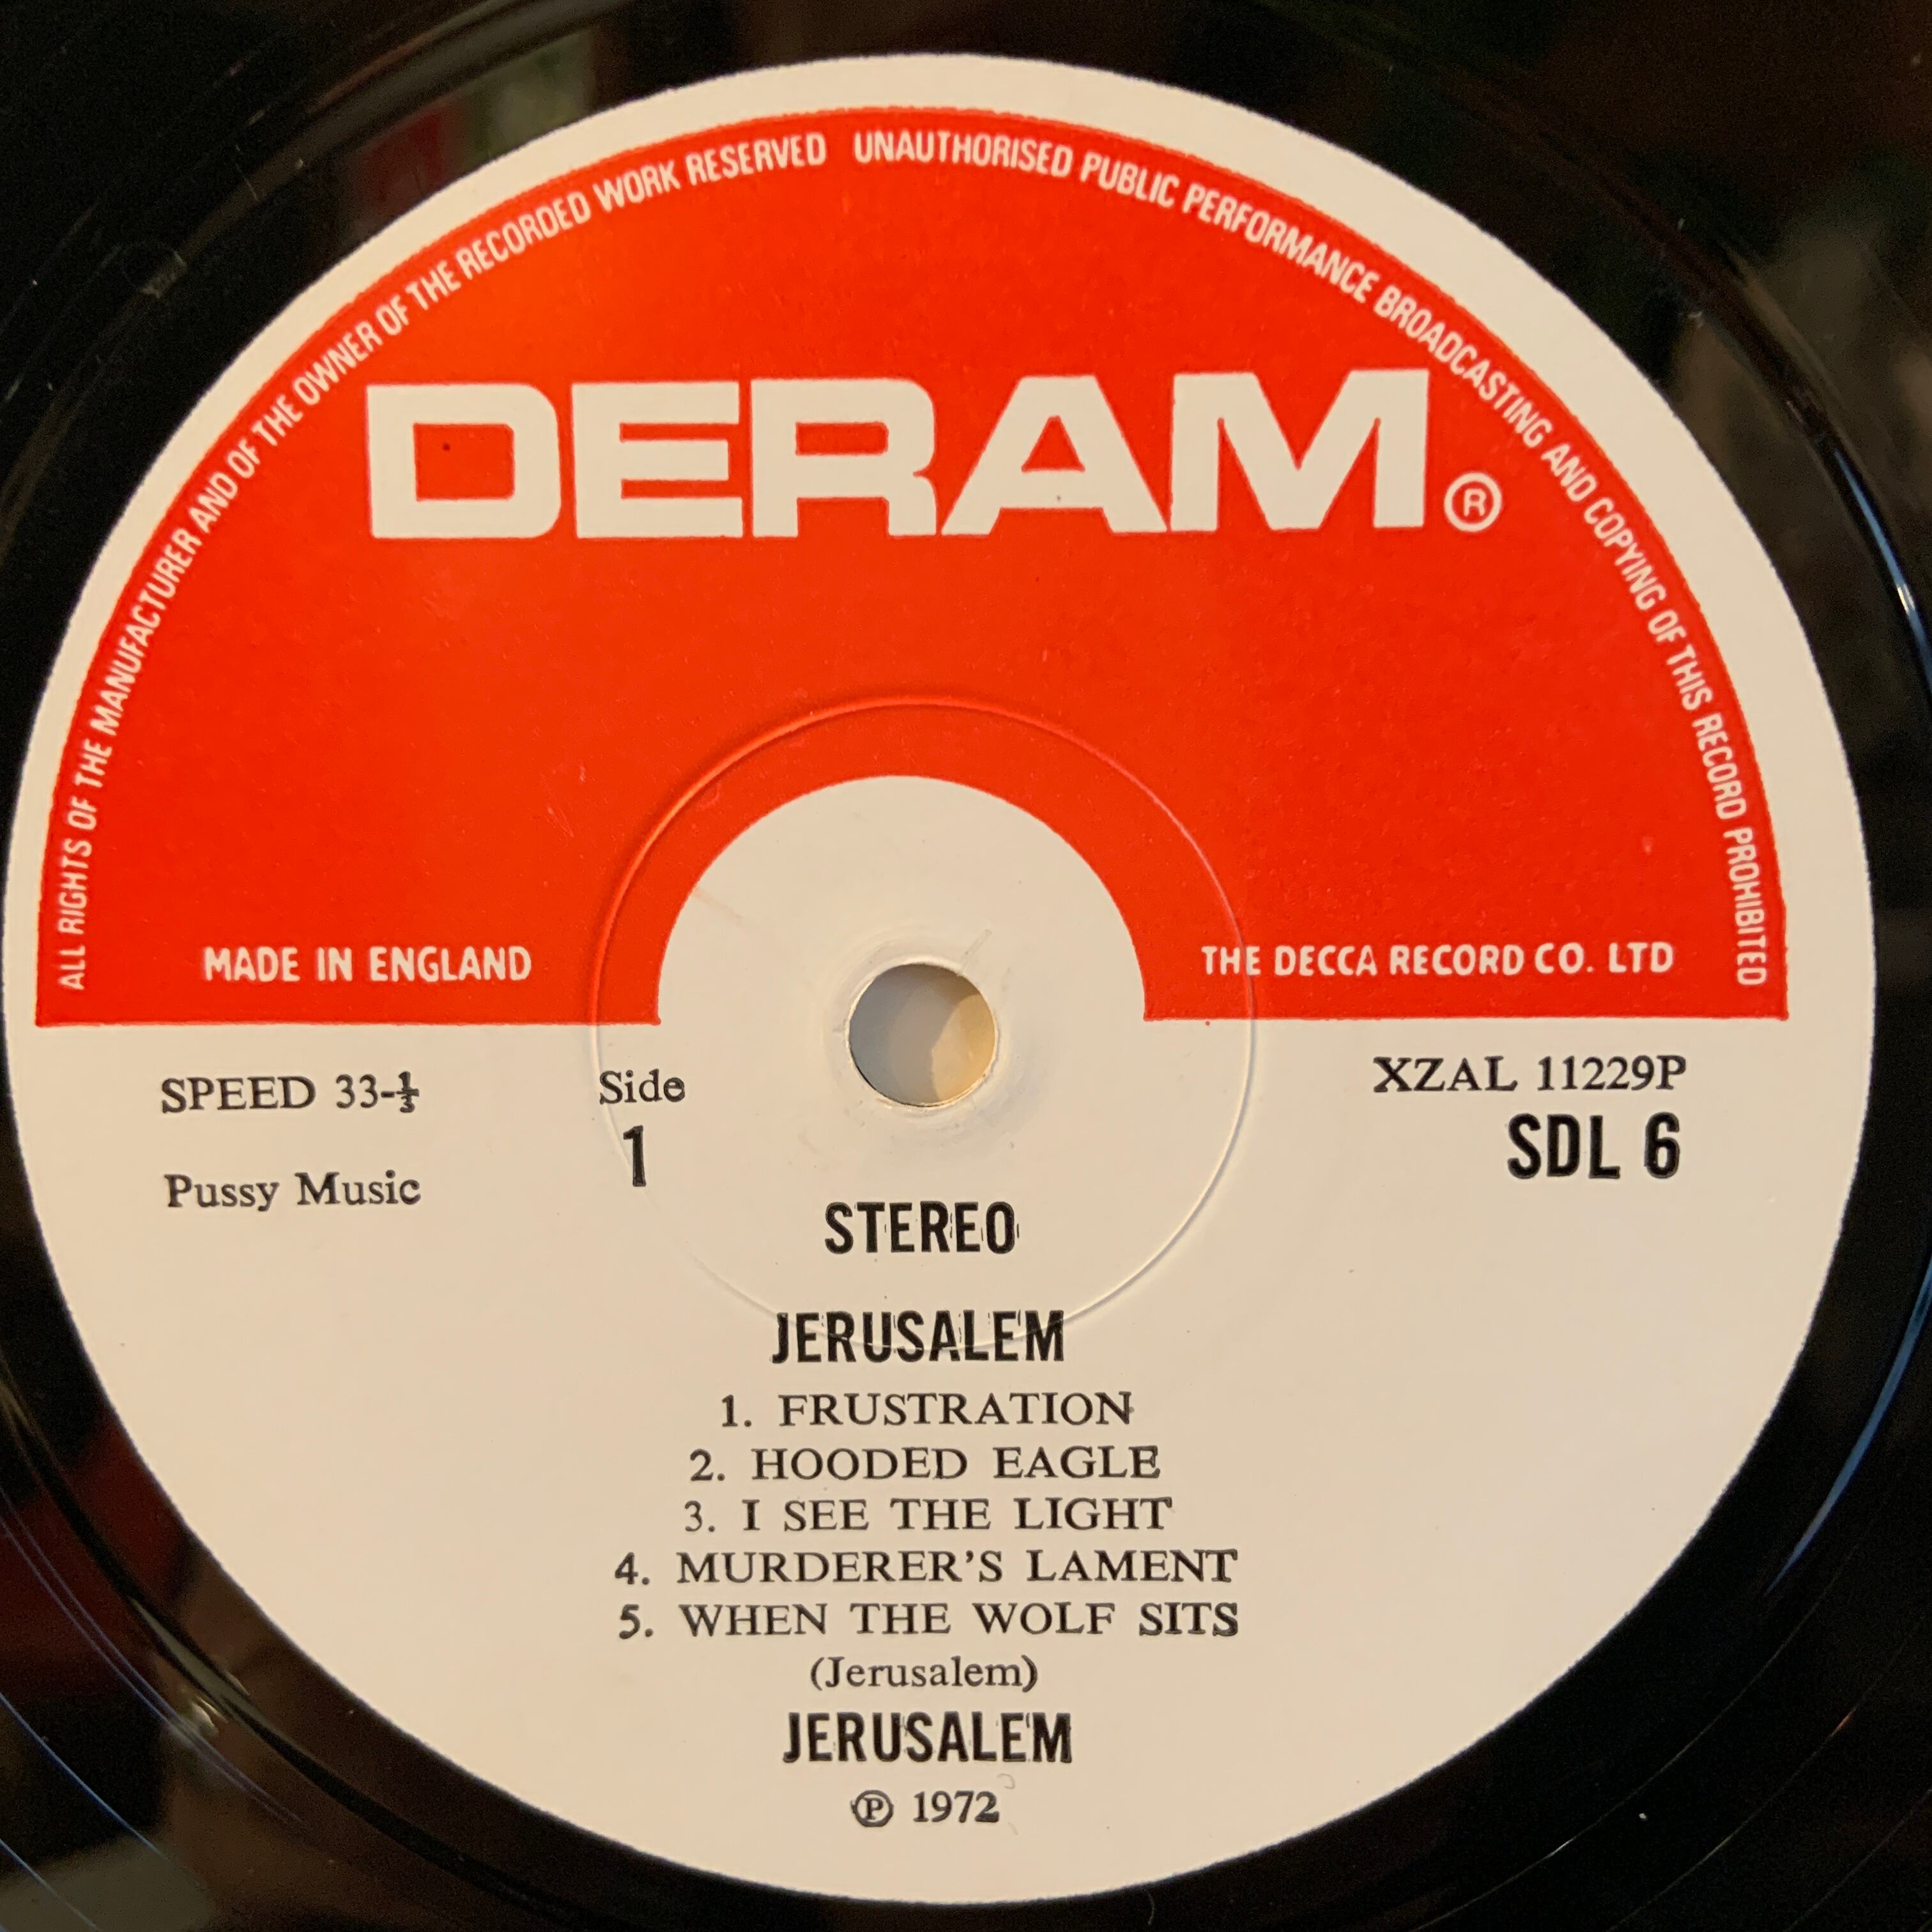 ALL RIGHTS OF THE MANUFACTURER AND OF THE OWNER OF THE RECORDED WORK RESERVED UNAUTHORISED PUBLIC PERFORMANCE BROADCASTING AND COPYING OF THIS RECORD PROHIBITED
DERAM ®
MADE IN ENGLAND
THE DECCA RECORD CO. LTD
SPEED 33-⅓
Side
1
XZAL 11229P
SDL 6
Pussy Music
STEREO
JERUSALEM
1. FRUSTRATION
2. HOODED EAGLE
3. I SEE THE LIGHT
4. MURDERER'S LAMENT
5. WHEN THE WOLF SITS
(Jerusalem)
JERUSALEM
℗ 1972